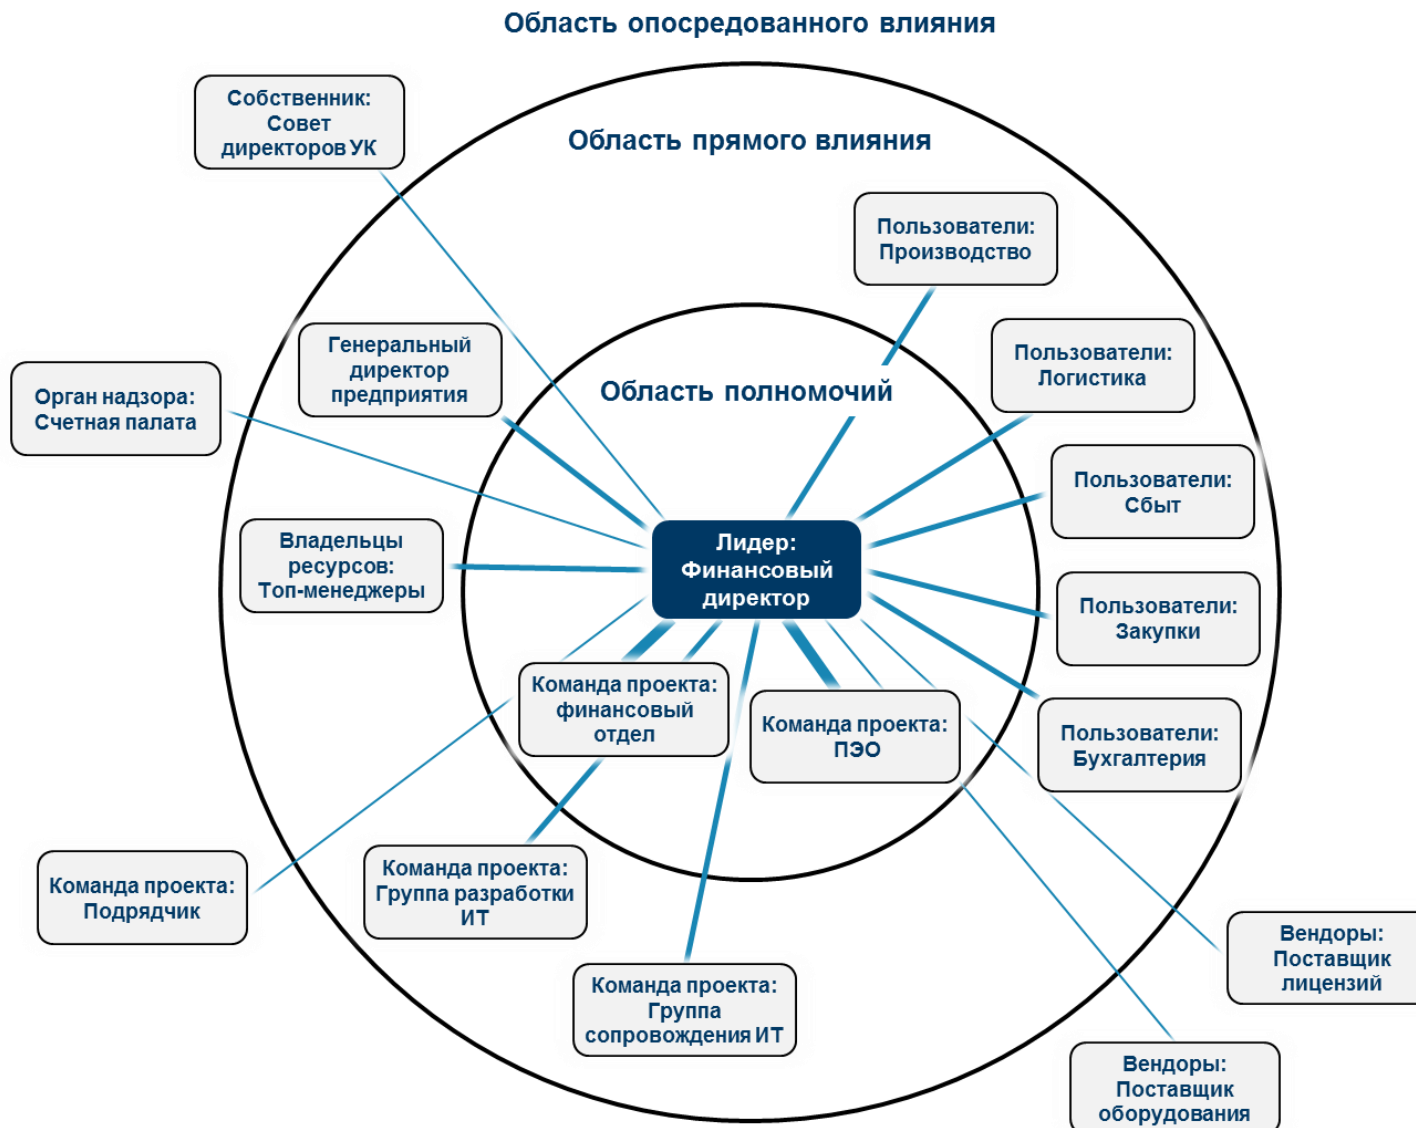 Область опосредованного влияния
Собственник:
Совет
директоров УК
Область прямого влияния
Пользователи:
Производство
Генеральный
директор
предприятия
Пользователи:
Логистика
Орган надзора:
Счетная палата
Область полномочий
Пользователи:
Сбыт
Владельцы
ресурсов:
Топ-менеджеры
Лидер:
Финансовый
директор
Пользователи:
Закупки
Команда проекта:
финансовый
отдел
Команда проекта:
ПЭО
Пользователи:
Бухгалтерия
Команда проекта:
Подрядчик
Команда проекта:
Группа разработки
ИТ
Вендоры:
Поставщик
лицензий
Команда проекта:
Группа
сопровождения ИТ
Вендоры:
Поставщик
оборудования